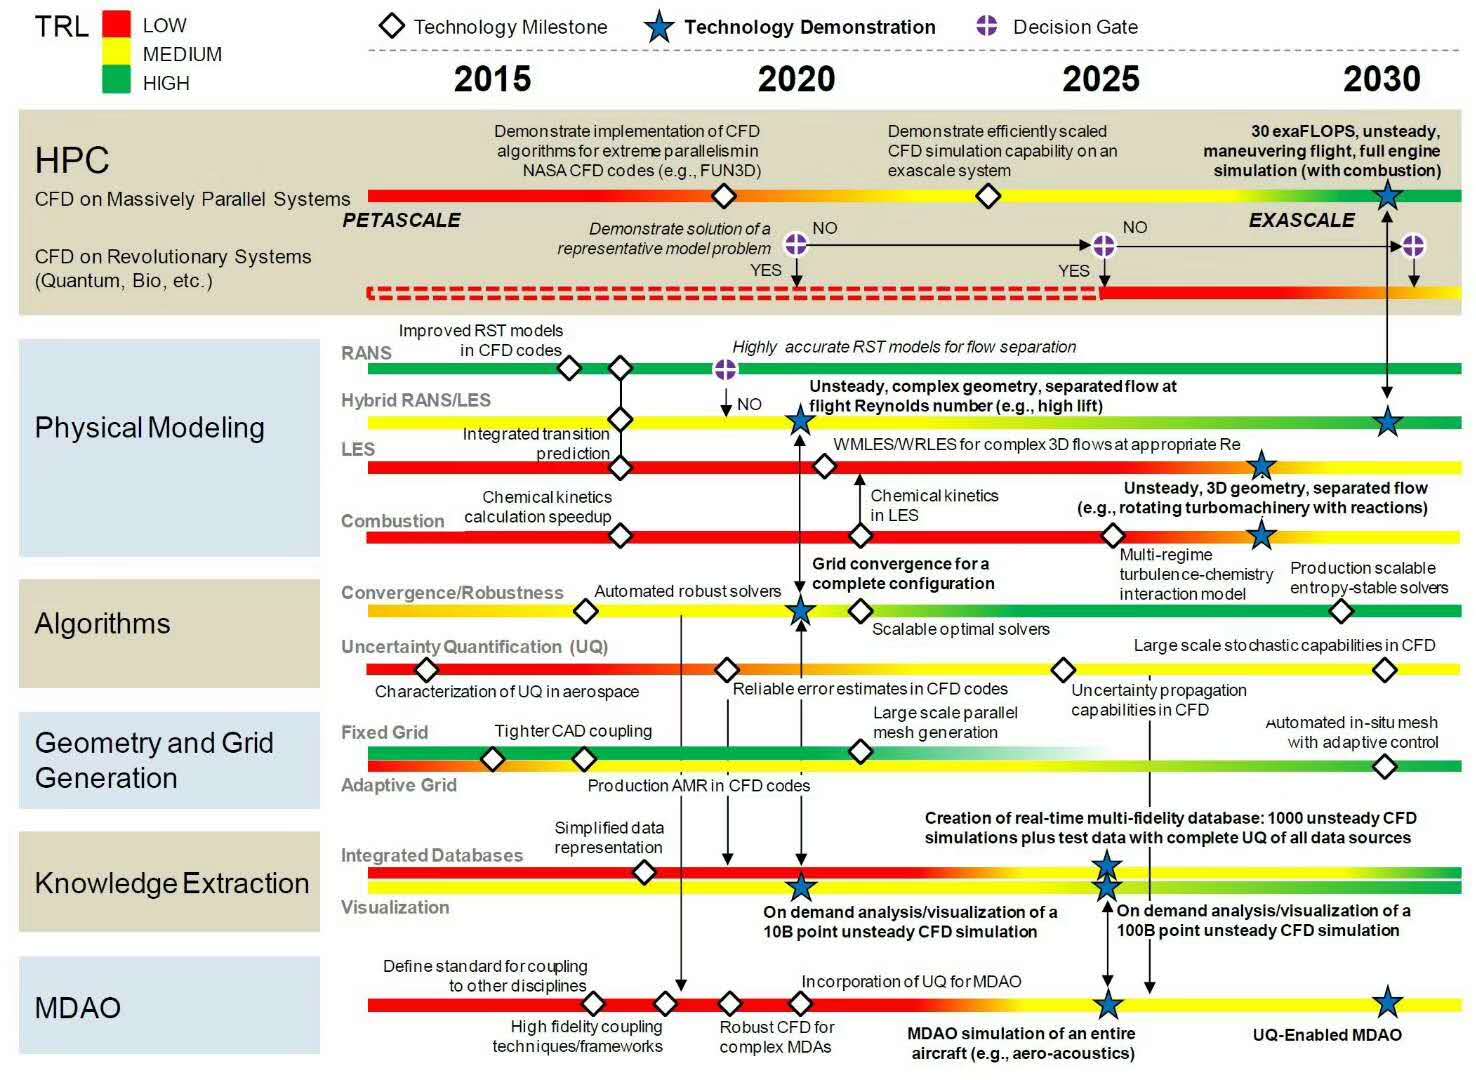 TRL
LOW
MEDIUM
HIGH
Technology Milestone
Technology Demonstration
Decision Gate
2015
2020
2025
2030
HPC
CFD on Massively Parallel Systems
Demonstrate implementation of CFD
algorithms for extreme parallelism in
NASA CFD codes (e.g., FUN3D)
Demonstrate efficiently scaled
CFD simulation capability on an
exascale system
30 exaFLOPS, unsteady,
maneuvering flight, full engine
simulation (with combustion)
PETASCALE
EXASCALE
CFD on Revolutionary Systems
(Quantum, Bio, etc.)
Demonstrate solution of a
representative model problem
NO
YES
NO
YES
Physical Modeling
RANS
Improved RST models
in CFD codes
Highly accurate RST models for flow separation
Hybrid RANS/LES
NO
Unsteady, complex geometry, separated flow at
flight Reynolds number (e.g., high lift)
LES
Integrated transition
prediction
WMLES/WRLES for complex 3D flows at appropriate Re
Unsteady, 3D geometry, separated flow
(e.g., rotating turbomachinery with reactions)
Combustion
Chemical kinetics
calculation speedup
Chemical kinetics
in LES
Multi-regime
turbulence-chemistry
interaction model
Algorithms
Convergence/Robustness
Automated robust solvers
Grid convergence for a
complete configuration
Scalable optimal solvers
Production scalable
entropy-stable solvers
Uncertainty Quantification (UQ)
Characterization of UQ in aerospace
Reliable error estimates in CFD codes
Uncertainty propagation
capabilities in CFD
Large scale stochastic capabilities in CFD
Geometry and Grid
Generation
Fixed Grid
Tighter CAD coupling
Large scale parallel
mesh generation
Automated in-situ mesh
with adaptive control
Adaptive Grid
Production AMR in CFD codes
Knowledge Extraction
Integrated Databases
Simplified data
representation
Creation of real-time multi-fidelity database: 1000 unsteady CFD
simulations plus test data with complete UQ of all data sources
Visualization
On demand analysis/visualization of a
10B point unsteady CFD simulation
On demand analysis/visualization of a
100B point unsteady CFD simulation
MDAO
Define standard for coupling
to other disciplines
High fidelity coupling
techniques/frameworks
Robust CFD for
complex MDAs
Incorporation of UQ for MDAO
MDAO simulation of an entire
aircraft (e.g., aero-acoustics)
UQ-Enabled MDAO